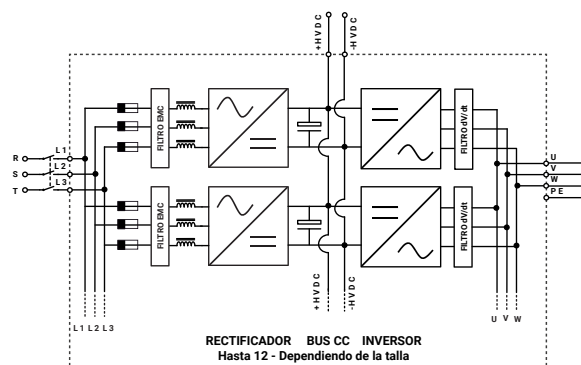 +HVDC
-HVDC
FILTRO EMC
FILTRO dV/dt
R
L1
S
L2
T
L3
U
V
W
PE
FILTRO EMC
FILTRO dV/dt
+HVDC
-HVDC
L1 L2 L3
U V W
RECTIFICADOR BUS CC INVERSOR
Hasta 12 - Dependiendo de la talla